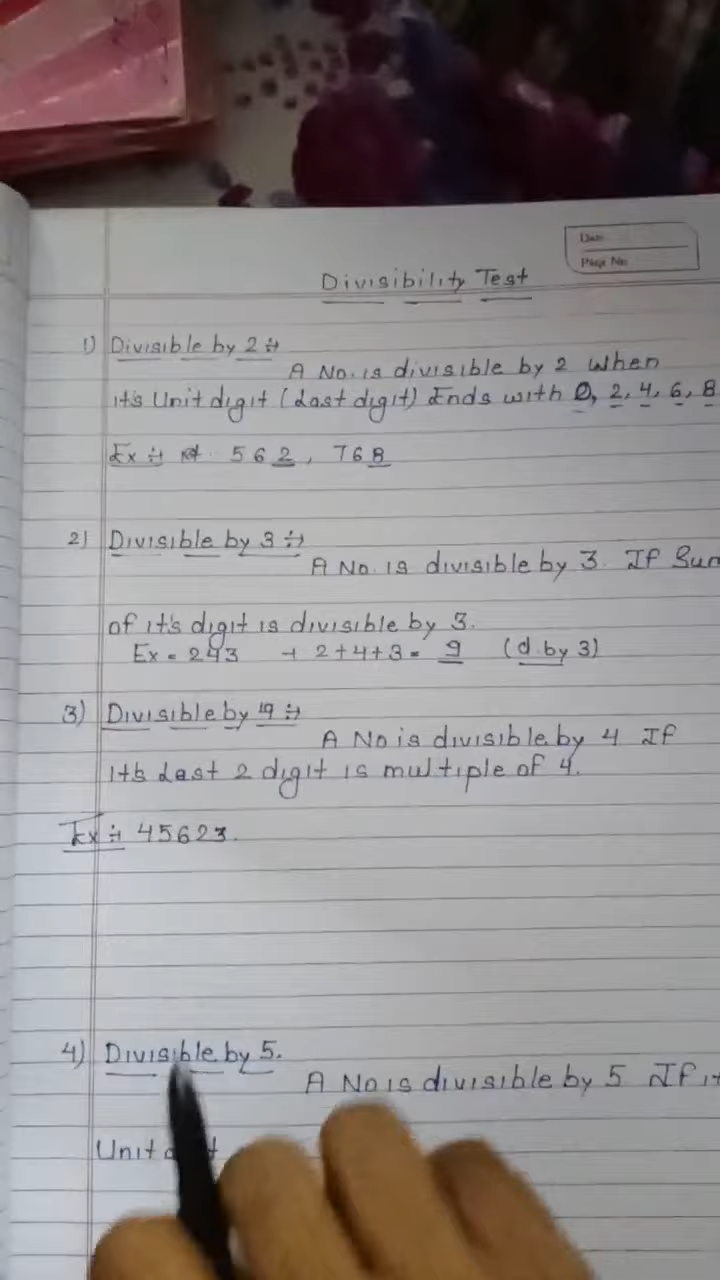 Date
Page No.
Divisibility Test
1) Divisible by 2 :-
A No. is divisible by 2 when
it's Unit digit (Last digit) Ends with 0, 2, 4, 6, 8
Ex :- 562, 768
2) Divisible by 3 :-
A No. is divisible by 3. If Sum
of it's digit is divisible by 3.
Ex = 243 → 2+4+3 = 9 (d. by 3)
3) Divisible by 4 :-
A No is divisible by 4 If
its Last 2 digit is multiple of 4.
Ex :- 45623.
4) Divisible by 5.
A No is divisible by 5 If it
Unit